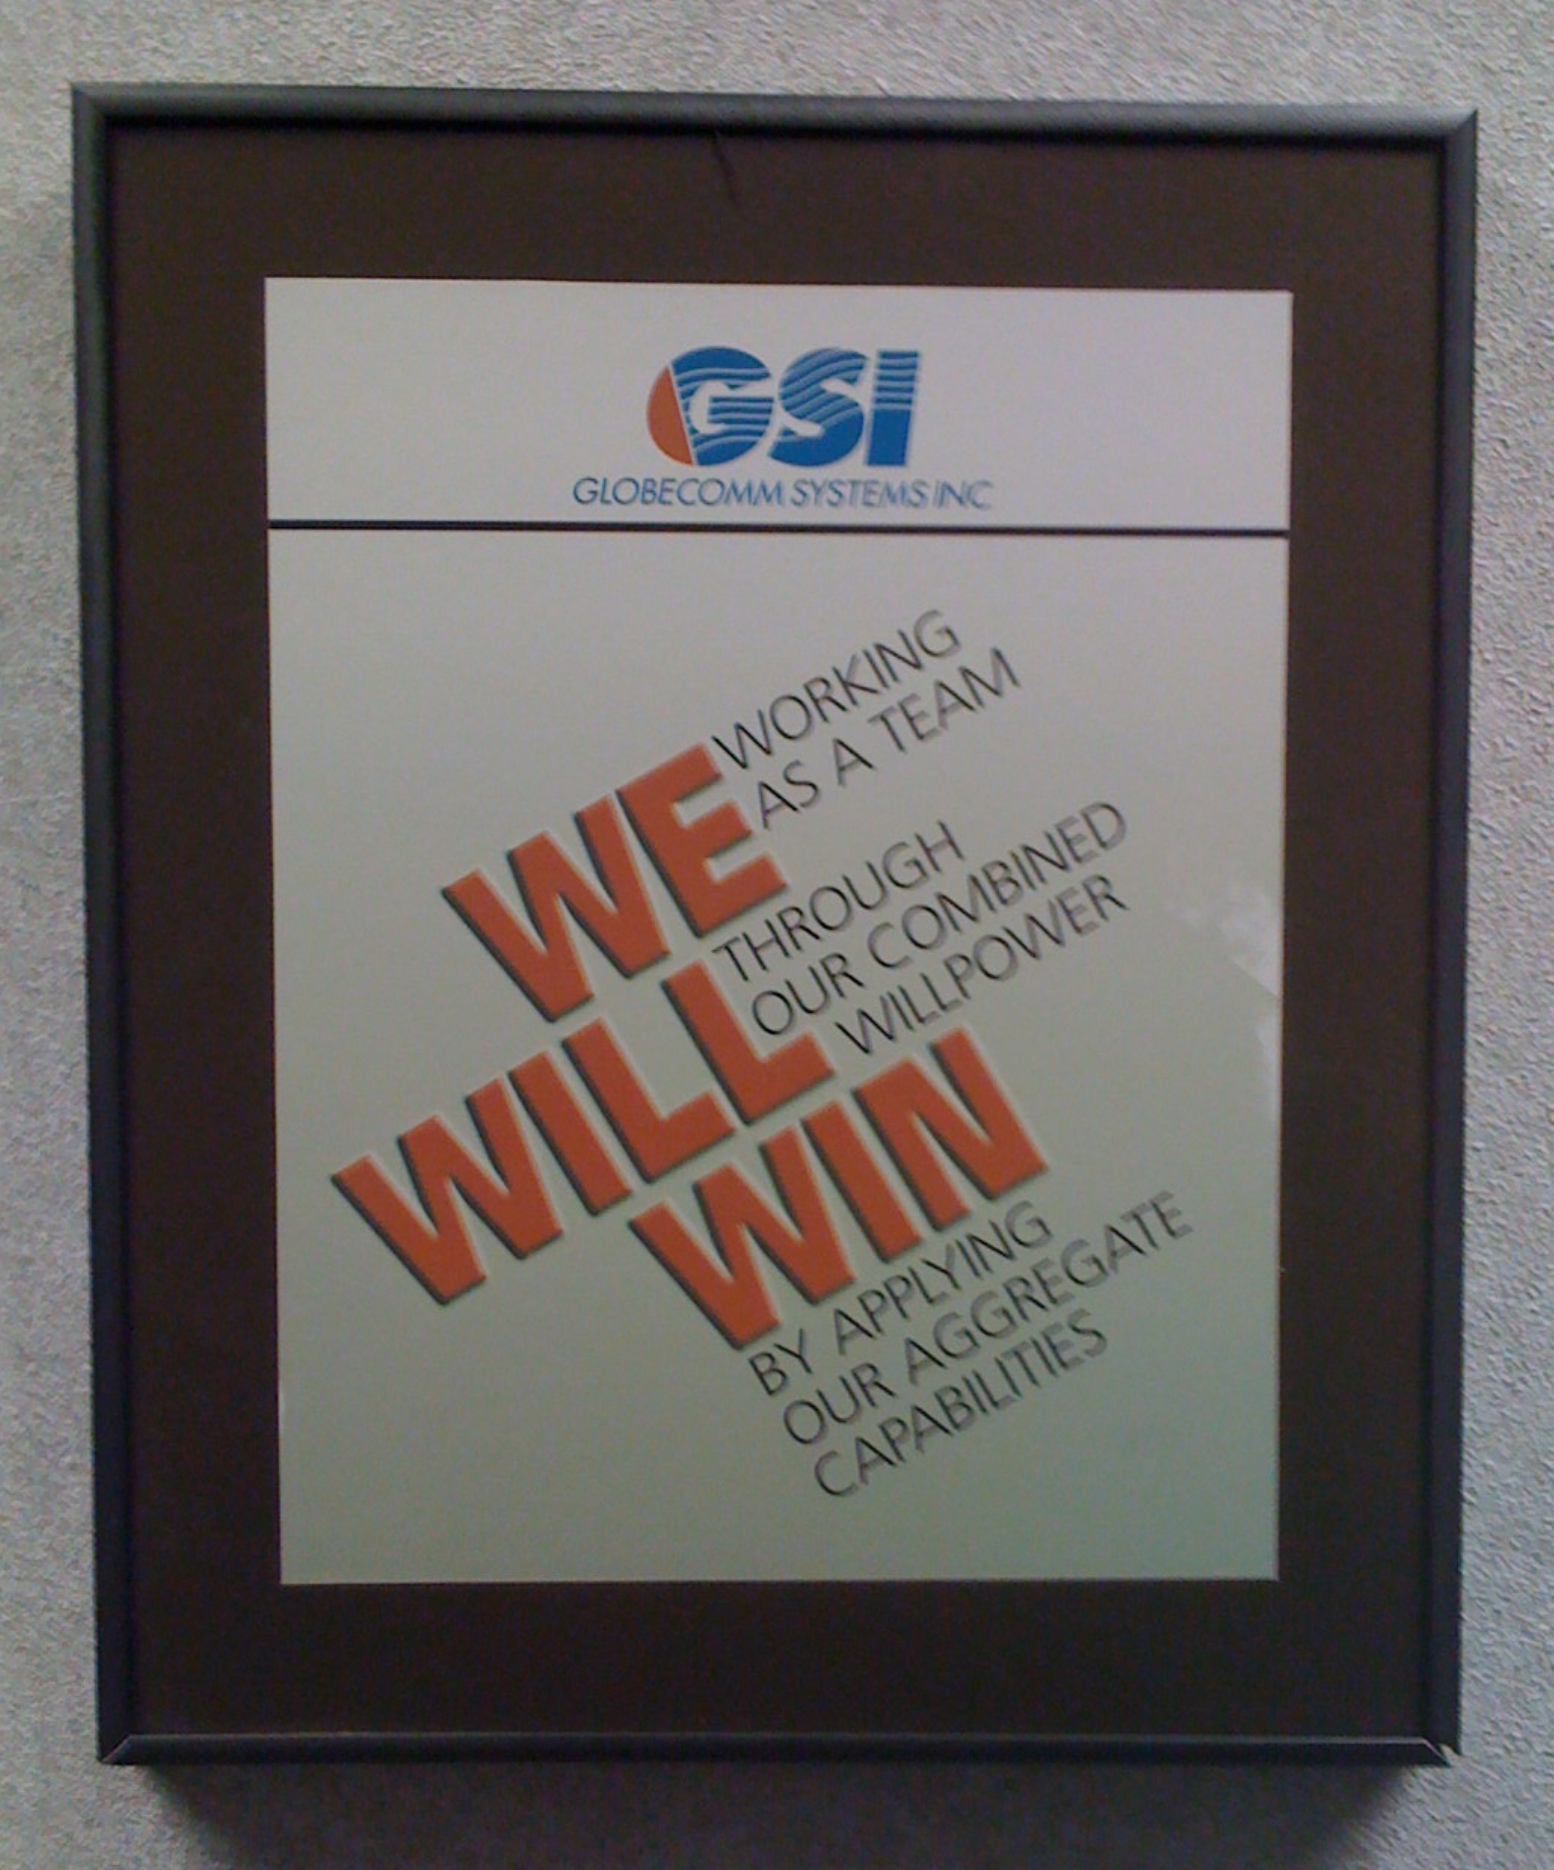 GSI
GLOBECOMM SYSTEMS INC
WE
WORKING
AS A TEAM
WILL
THROUGH
OUR COMBINED
WILLPOWER
WIN
BY APPLYING
OUR AGGREGATE
CAPABILITIES